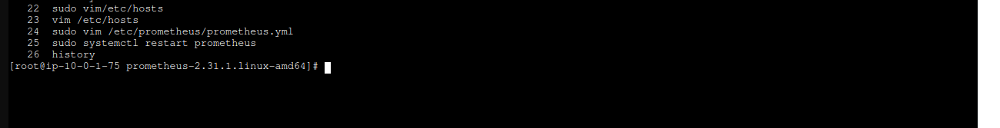 22 sudo vim/etc/hosts
23 vim /etc/hosts
24 sudo vim /etc/prometheus/prometheus.yml
25 sudo systemctl restart prometheus
26 history
[root@ip-10-0-1-75 prometheus-2.31.1.linux-amd64]#